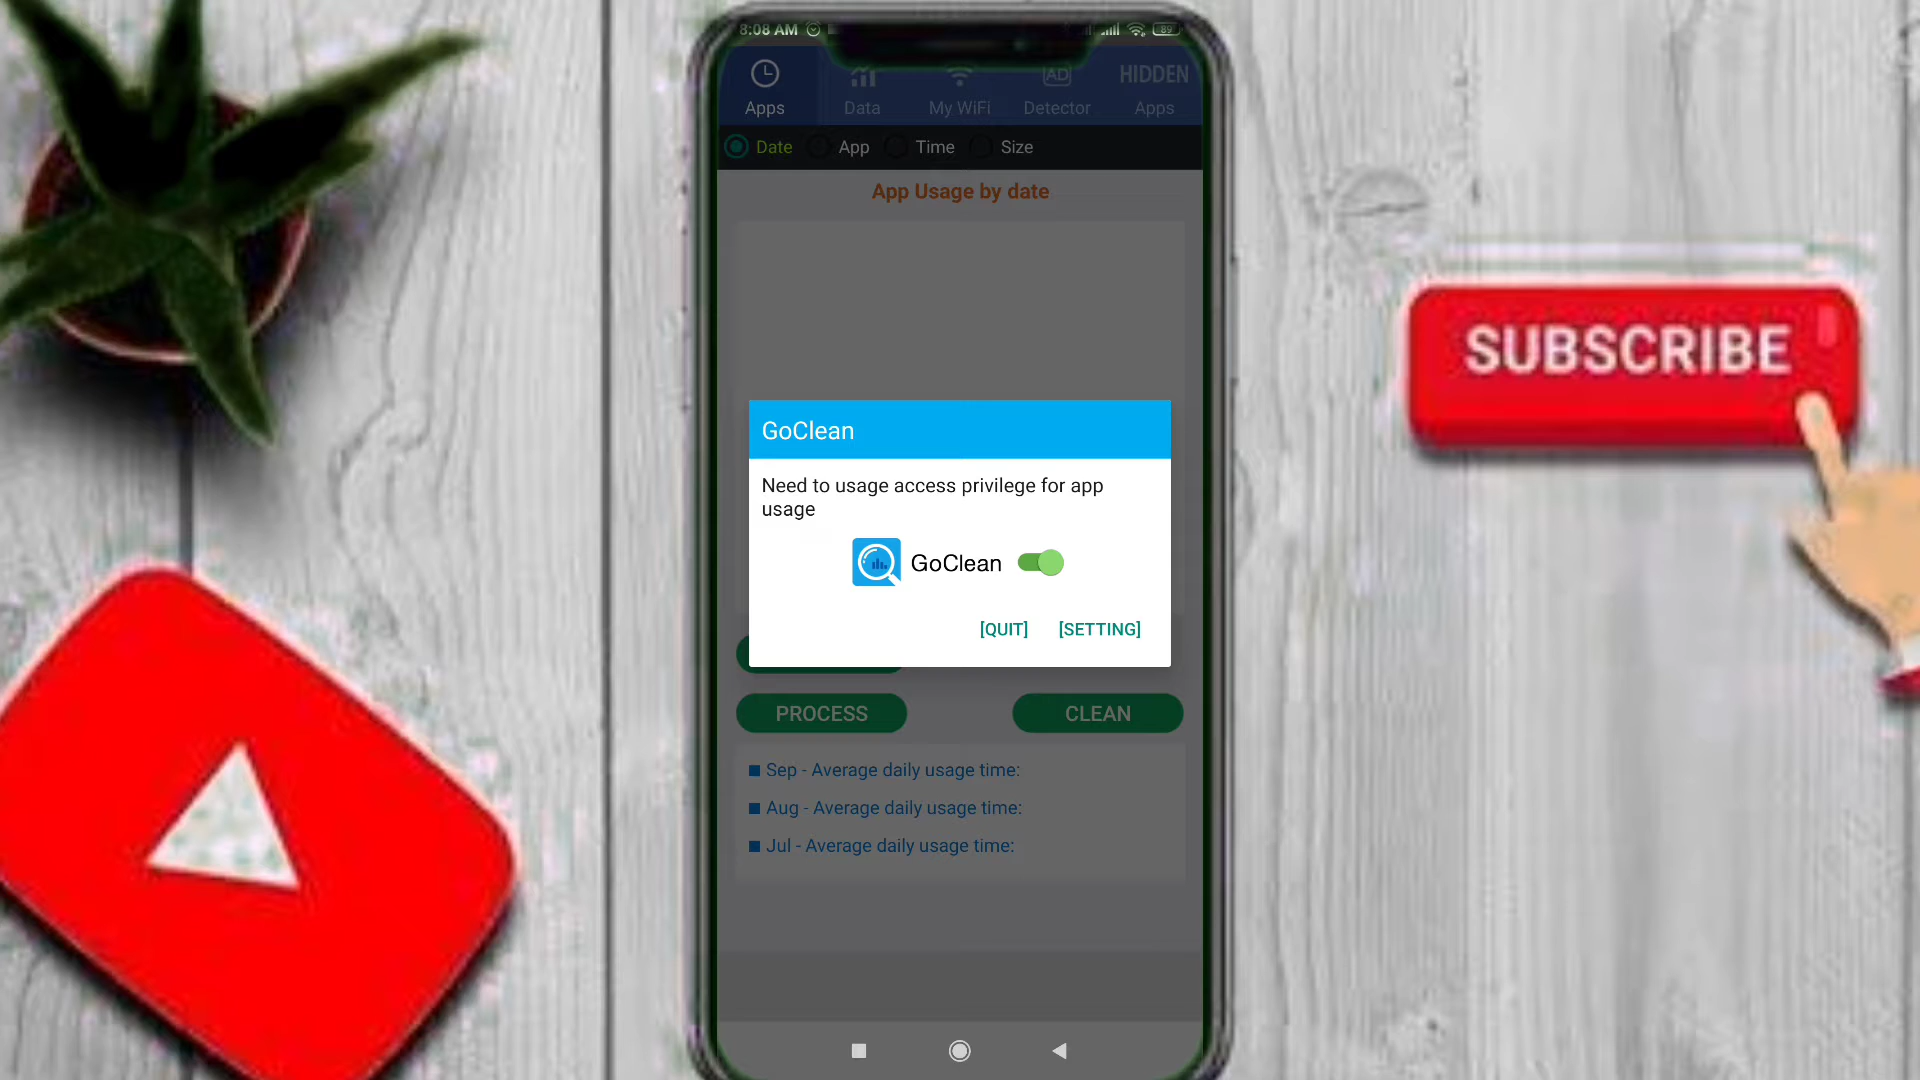 8:08 AM 89
Apps Data My WiFi AD Detector HIDDEN Apps
Date App Time Size
App Usage by date
GoClean
Need to usage access privilege for app
usage
GoClean
[QUIT] [SETTING]
PROCESS CLEAN
Sep - Average daily usage time:
Aug - Average daily usage time:
Jul - Average daily usage time:
SUBSCRIBE